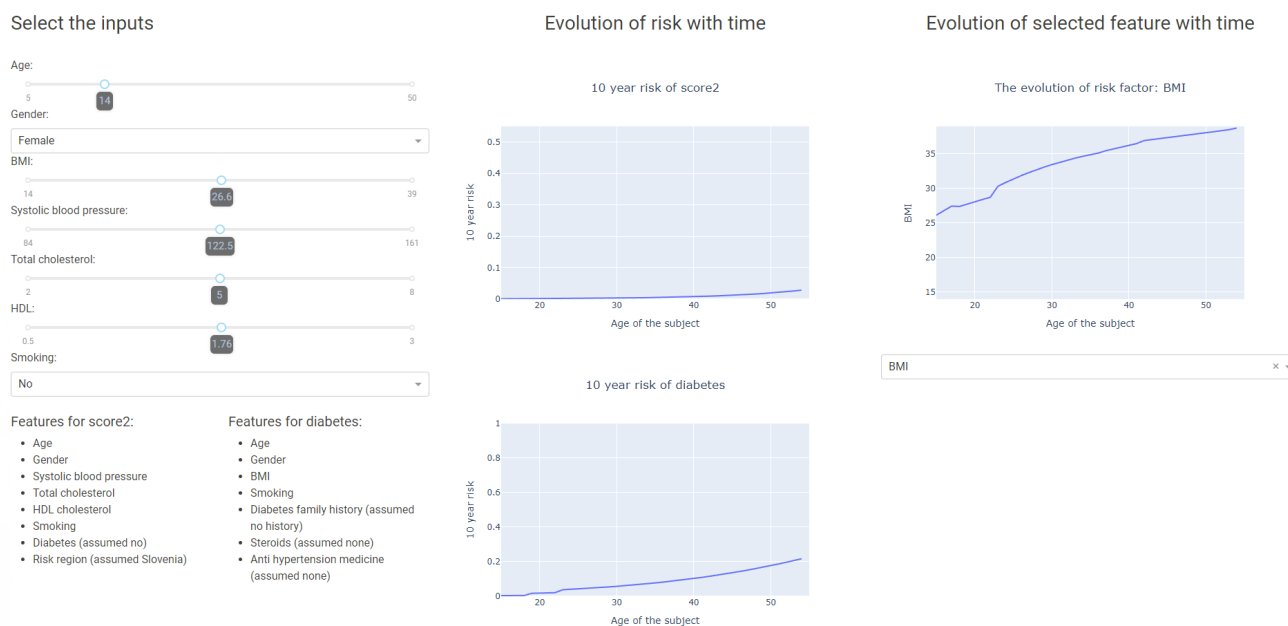 Select the inputs
Age:
14
5
50
Gender:
Female
BMI:
26.6
14
39
Systolic blood pressure:
122.5
84
161
Total cholesterol:
5
2
8
HDL:
1.76
0.5
3
Smoking:
No
Features for score2:
Age
Gender
Systolic blood pressure
Total cholesterol
HDL cholesterol
Smoking
Diabetes (assumed no)
Risk region (assumed Slovenia)
Features for diabetes:
Age
Gender
BMI
Smoking
Diabetes family history (assumed
no history)
Steroids (assumed none)
Anti hypertension medicine
(assumed none)
Evolution of risk with time
10 year risk of score2
0.5
0.4
0.3
0.2
0.1
0
10 year risk
20 30 40 50
Age of the subject
10 year risk of diabetes
1
0.8
0.6
0.4
0.2
0
10 year risk
20 30 40 50
Age of the subject
Evolution of selected feature with time
The evolution of risk factor: BMI
35
30
25
20
15
BMI
20 30 40 50
Age of the subject
BMI